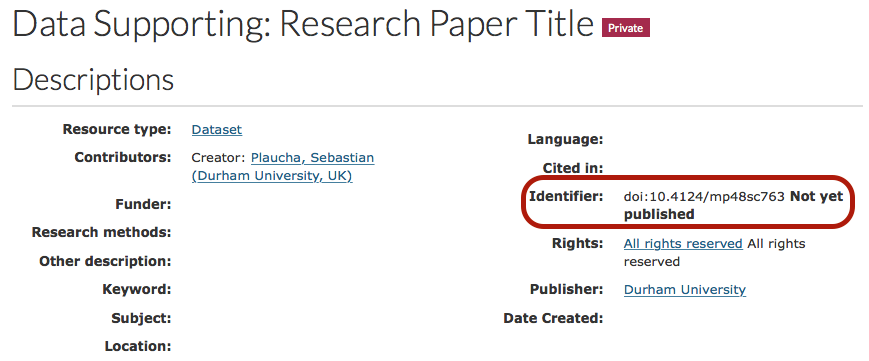 Data Supporting: Research Paper Title Private
Descriptions
Resource type: Dataset
Contributors: Creator: Plaucha, Sebastian
(Durham University, UK)
Funder:
Research methods:
Other description:
Keyword:
Subject:
Location:
Language:
Cited in:
Identifier: doi:10.4124/mp48sc763 Not yet
published
Rights: All rights reserved All rights
reserved
Publisher: Durham University
Date Created: